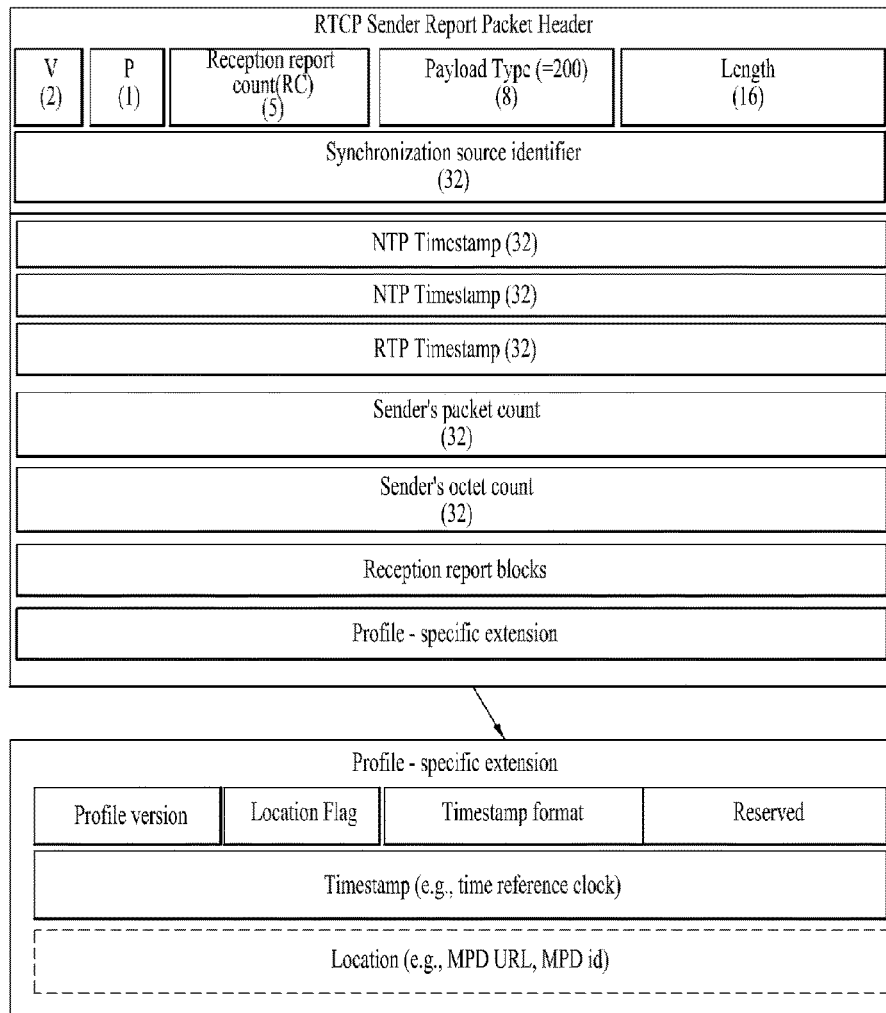 RTCP Sender Report Packet Header
V
(2)
P
(1)
Reception report
count(RC)
(5)
Payload Type (=200)
(8)
Length
(16)
Synchronization source identifier
(32)
NTP Timestamp (32)
NTP Timestamp (32)
RTP Timestamp (32)
Sender's packet count
(32)
Sender's octet count
(32)
Reception report blocks
Profile - specific extension
Profile - specific extension
Profile version
Location Flag
Timestamp format
Reserved
Timestamp (e.g., time reference clock)
Location (e.g., MPD URL, MPD id)